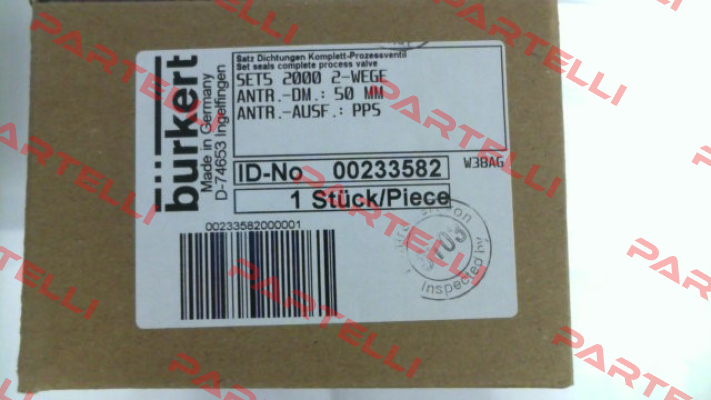 bürkert
Made in Germany
D-74653 Ingelfingen
Satz Dichtungen Komplett-Prozessventil
Set seals complete process valve
SET5 2000 2-WEGE
ANTR.-DM.: 50 MM
ANTR.-AUSF.: PPS
ID-No 00233582
W38AG
1 Stück/Piece
00233582000001
703
Inspected by
PARTELLI
PARTELLI
PARTELLI
PARTELLI
PARTELLI
PARTELLI
PARTELLI
PARTELLI